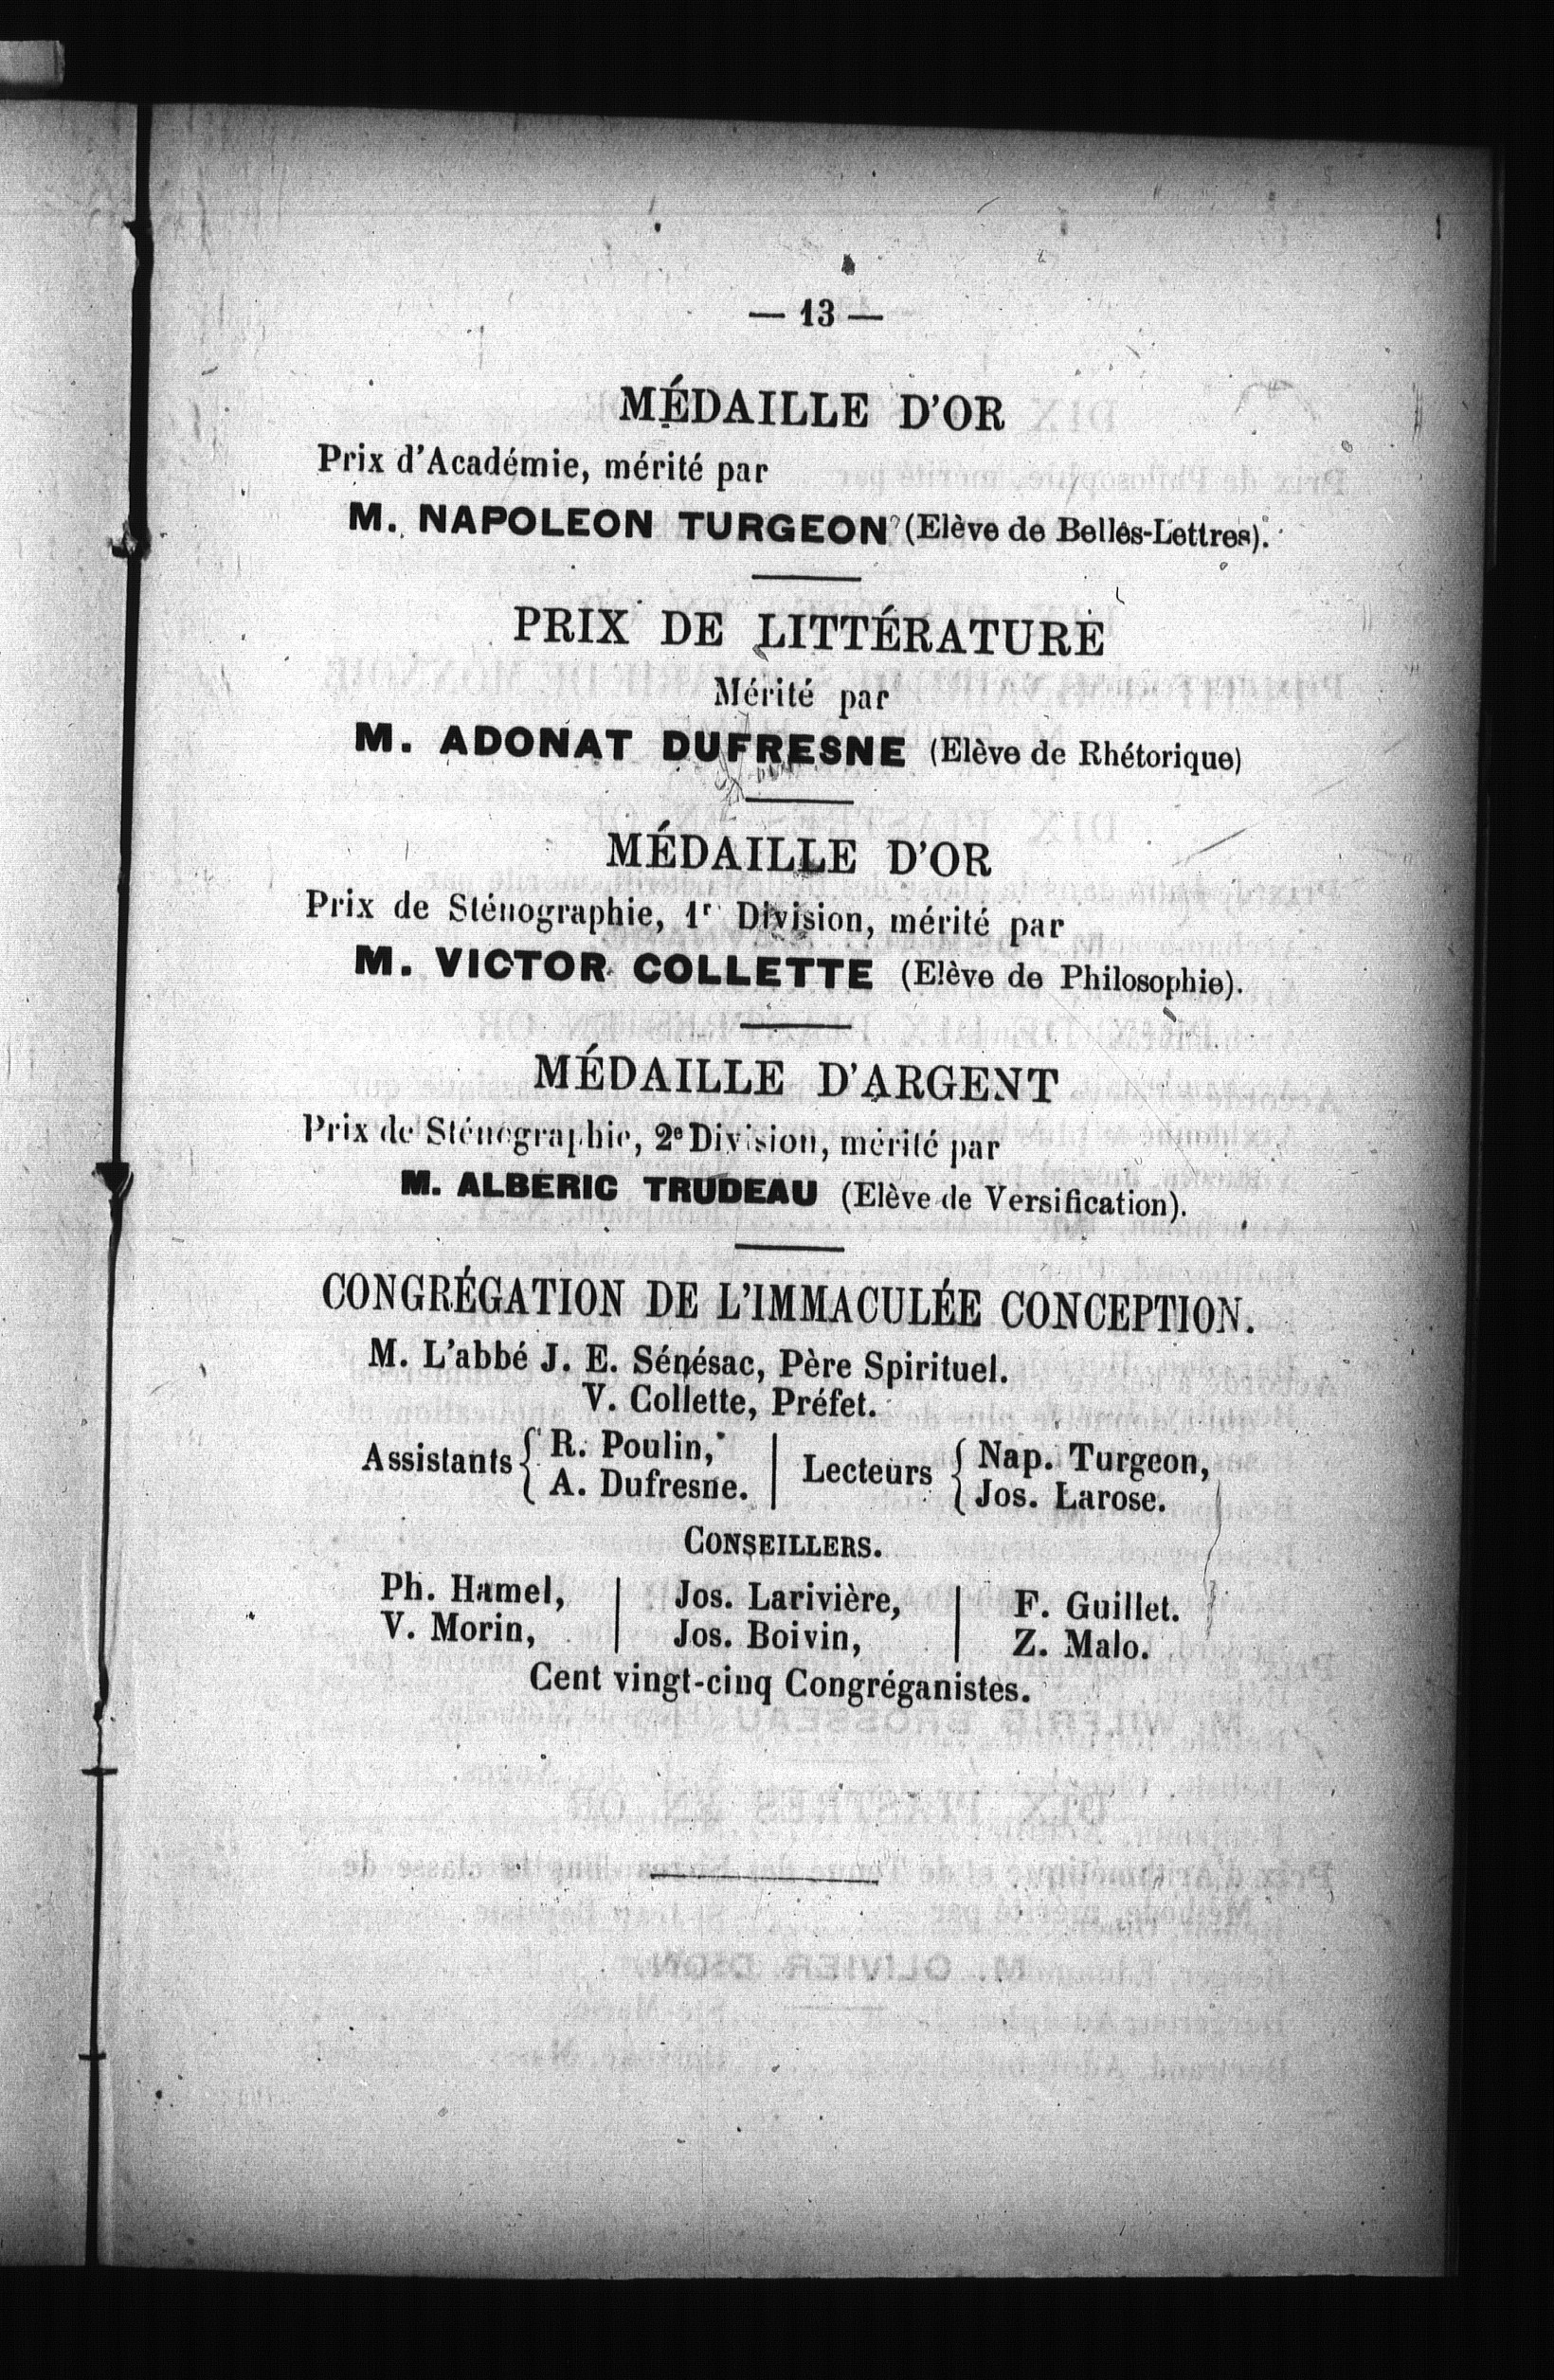 — 13 —
MÉDAILLE D'OR
Prix d'Académie, mérité par
M. NAPOLEON TURGEON (Elève de Belles-Lettres).
PRIX DE LITTÉRATURE
Mérité par
M. ADONAT DUFRESNE (Elève de Rhétorique)
MÉDAILLE D'OR
Prix de Sténographie, 1r Division, mérité par
M. VICTOR COLLETTE (Elève de Philosophie).
MÉDAILLE D'ARGENT
Prix de Sténographie, 2e Division, mérité par
M. ALBERIC TRUDEAU (Elève de Versification).
CONGRÉGATION DE L'IMMACULÉE CONCEPTION.
M. L'abbé J. E. Sénésac, Père Spirituel.
V. Collette, Préfet.
Assistants { R. Poulin, A. Dufresne. | Lecteurs { Nap. Turgeon, Jos. Larose.
CONSEILLERS.
Ph. Hamel, | Jos. Larivière, | F. Guillet.
V. Morin, | Jos. Boivin, | Z. Malo.
Cent vingt-cinq Congréganistes.